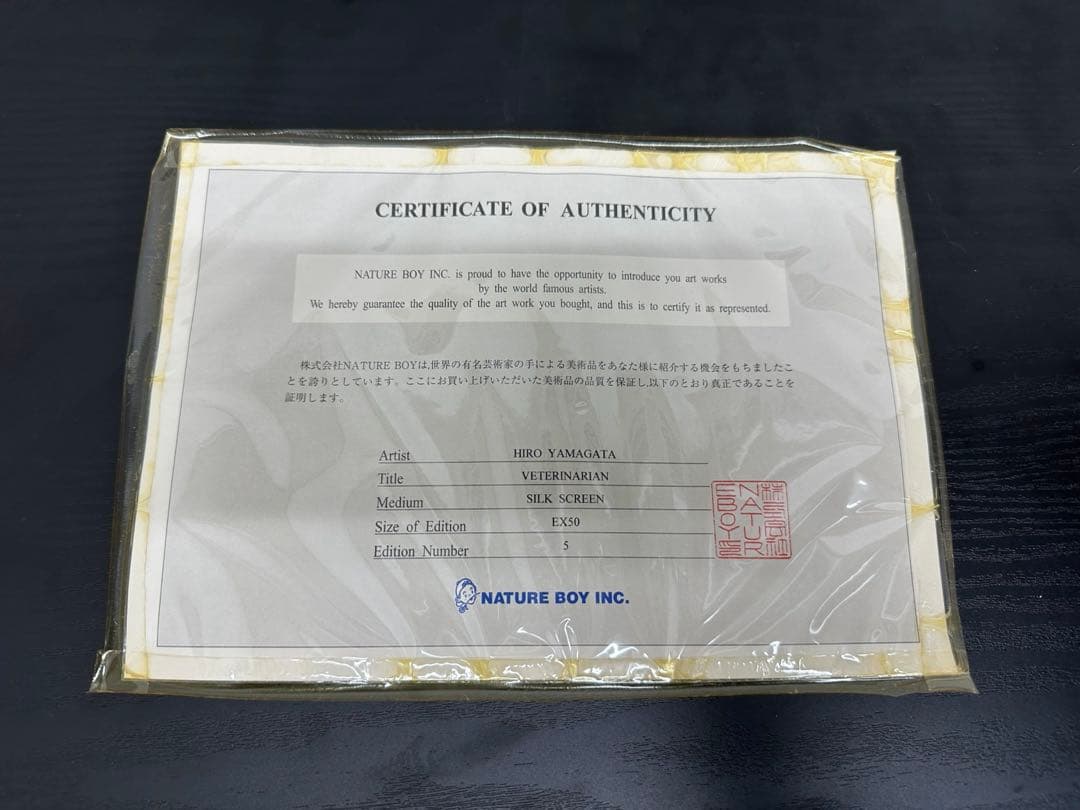 CERTIFICATE OF AUTHENTICITY
NATURE BOY INC. is proud to have the opportunity to introduce you art works
by the world famous artists.
We hereby guarantee the quality of the art work you bought, and this is to certify it as represented.
株式会社NATURE BOYは,世界の有名芸術家の手による美術品をあなた様に紹介する機会をもちましたこ
とを誇りとしています。ここにお買い上げいただいた美術品の品質を保証し,以下のとおり真正であることを
証明します。
Artist HIRO YAMAGATA
Title VETERINARIAN
Medium SILK SCREEN
Size of Edition EX50
Edition Number 5
株式会社
NATUR
EBOY
NATURE BOY INC.